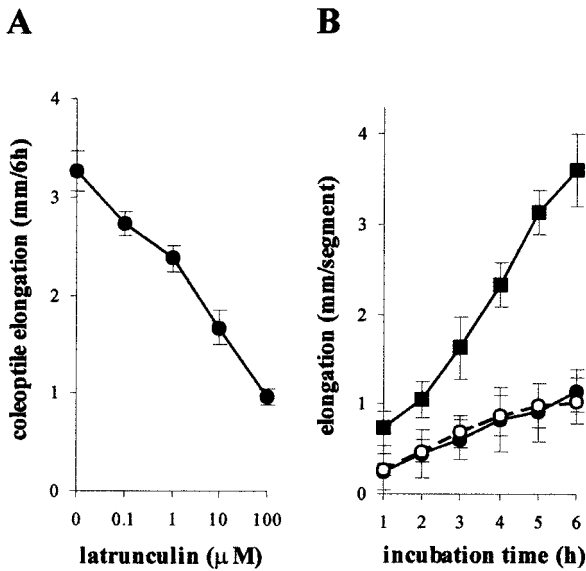 A
B
coleoptile elongation (mm/6h)
4
3
2
1
0
0 0.1 1 10 100
latrunculin (μM)
elongation (mm/segment)
4
3
2
1
0
1 2 3 4 5 6
incubation time (h)